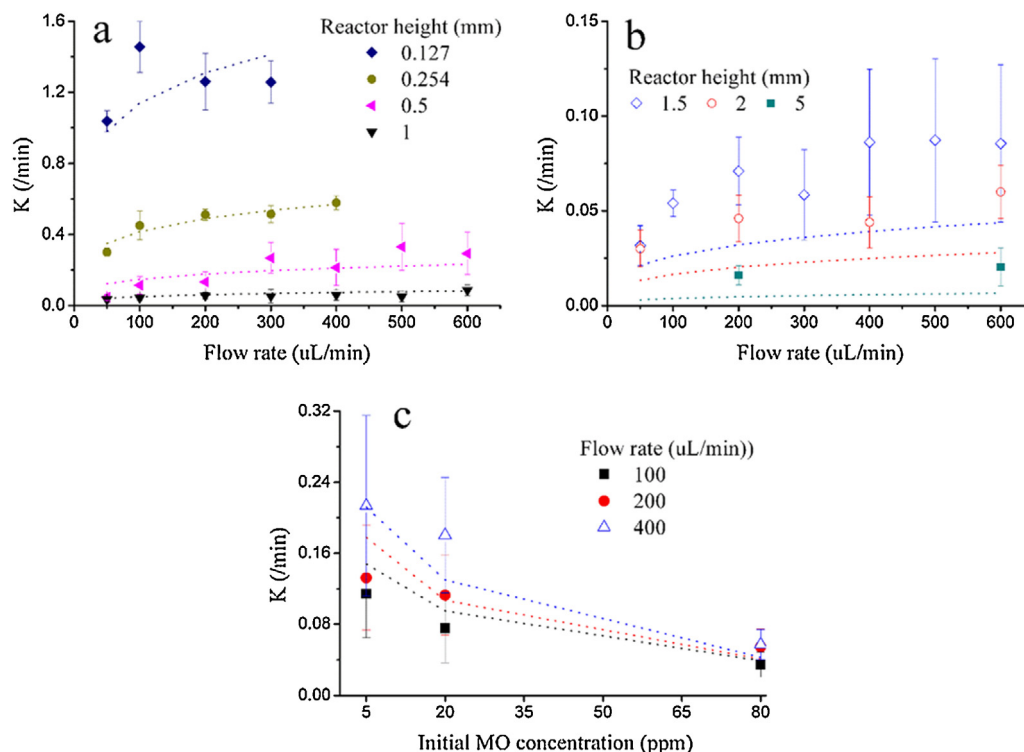 a
Reactor height (mm)
0.127
0.254
0.5
1
1.6
1.2
0.8
0.4
0.0
K (/min)
0 100 200 300 400 500 600
Flow rate (uL/min)
b
Reactor height (mm)
1.5 2 5
0.15
0.10
0.05
0.00
K (/min)
0 100 200 300 400 500 600
Flow rate (uL/min)
c
Flow rate (uL/min))
100
200
400
0.32
0.24
0.16
0.08
0.00
K (/min)
5 20 35 50 65 80
Initial MO concentration (ppm)